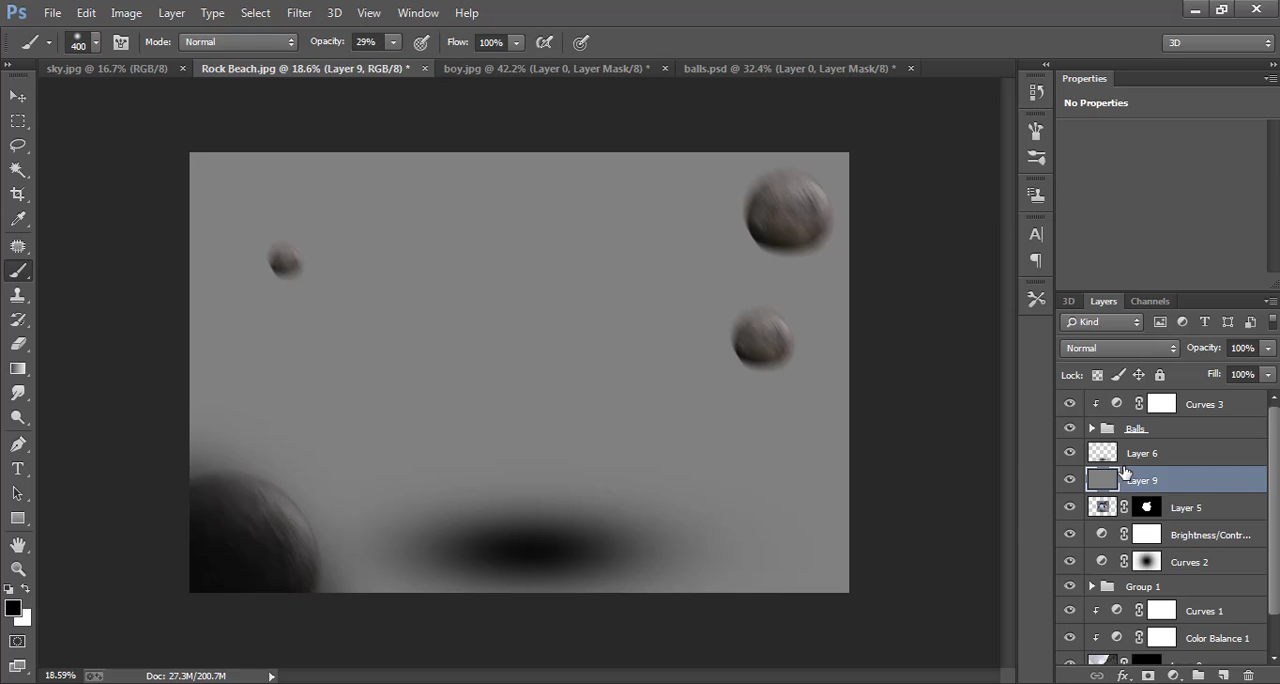 Ps File Edit Image Layer Type Select Filter 3D View Window Help
400 Mode: Normal Opacity: 29% Flow: 100% 3D
sky.jpg @ 16.7% (RGB/8) × Rock Beach.jpg @ 18.6% (Layer 9, RGB/8) * × boy.jpg @ 42.2% (Layer 0, Layer Mask/8) * × balls.psd @ 32.4% (Layer 0, Layer Mask/8) * ×
Properties
No Properties
3D Layers Channels
Kind
Normal Opacity: 100%
Lock: Fill: 100%
Curves 3
Balls
Layer 6
Layer 9
Layer 5
Brightness/Contr...
Curves 2
Group 1
Curves 1
Color Balance 1
18.59% Doc: 27.3M/200.7M